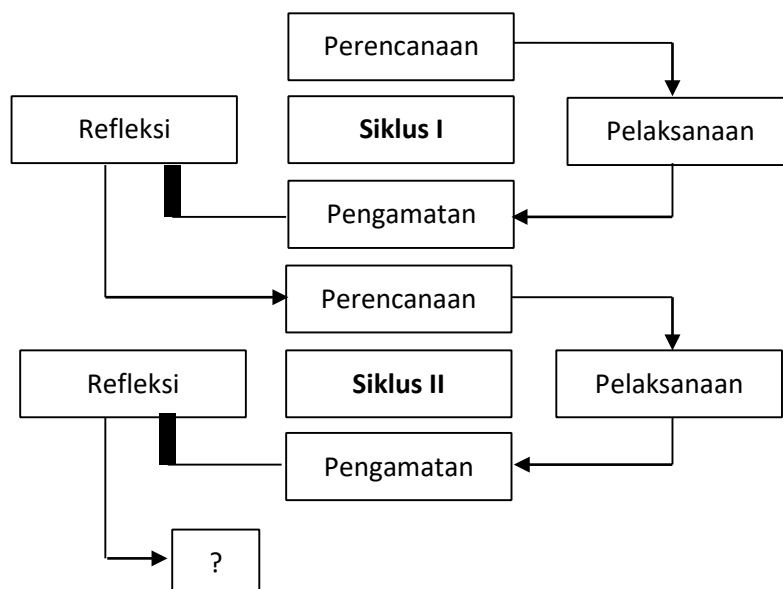 Perencanaan
Refleksi
Siklus I
Pelaksanaan
Pengamatan
Perencanaan
Refleksi
Siklus II
Pelaksanaan
Pengamatan
?